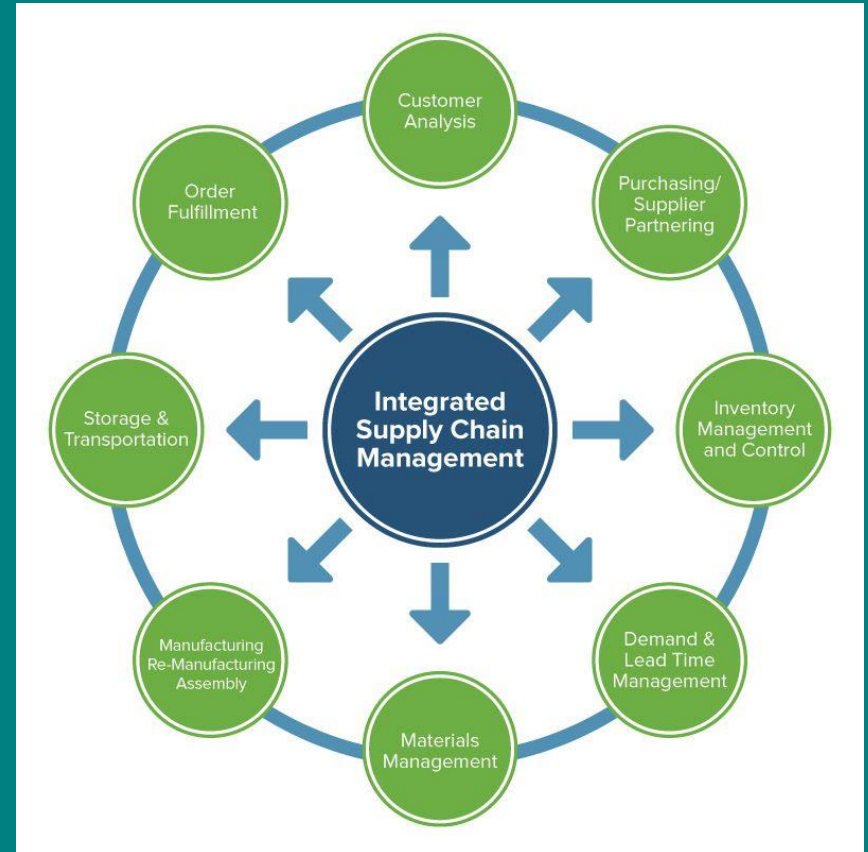 Customer
Analysis
Purchasing/
Supplier
Partnering
Inventory
Management
and Control
Demand &
Lead Time
Management
Materials
Management
Manufacturing
Re-Manufacturing
Assembly
Storage &
Transportation
Order
Fulfillment
Integrated
Supply Chain
Management